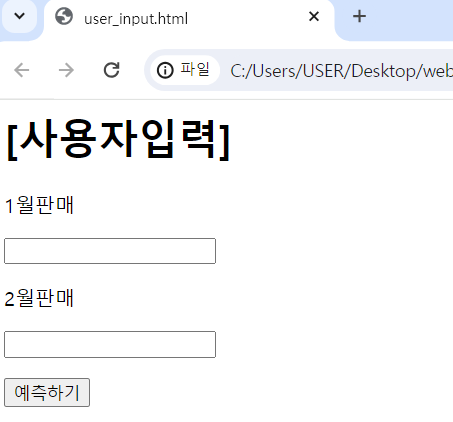 user_input.html
파일 C:/Users/USER/Desktop/web
[사용자입력]
1월판매
2월판매
예측하기